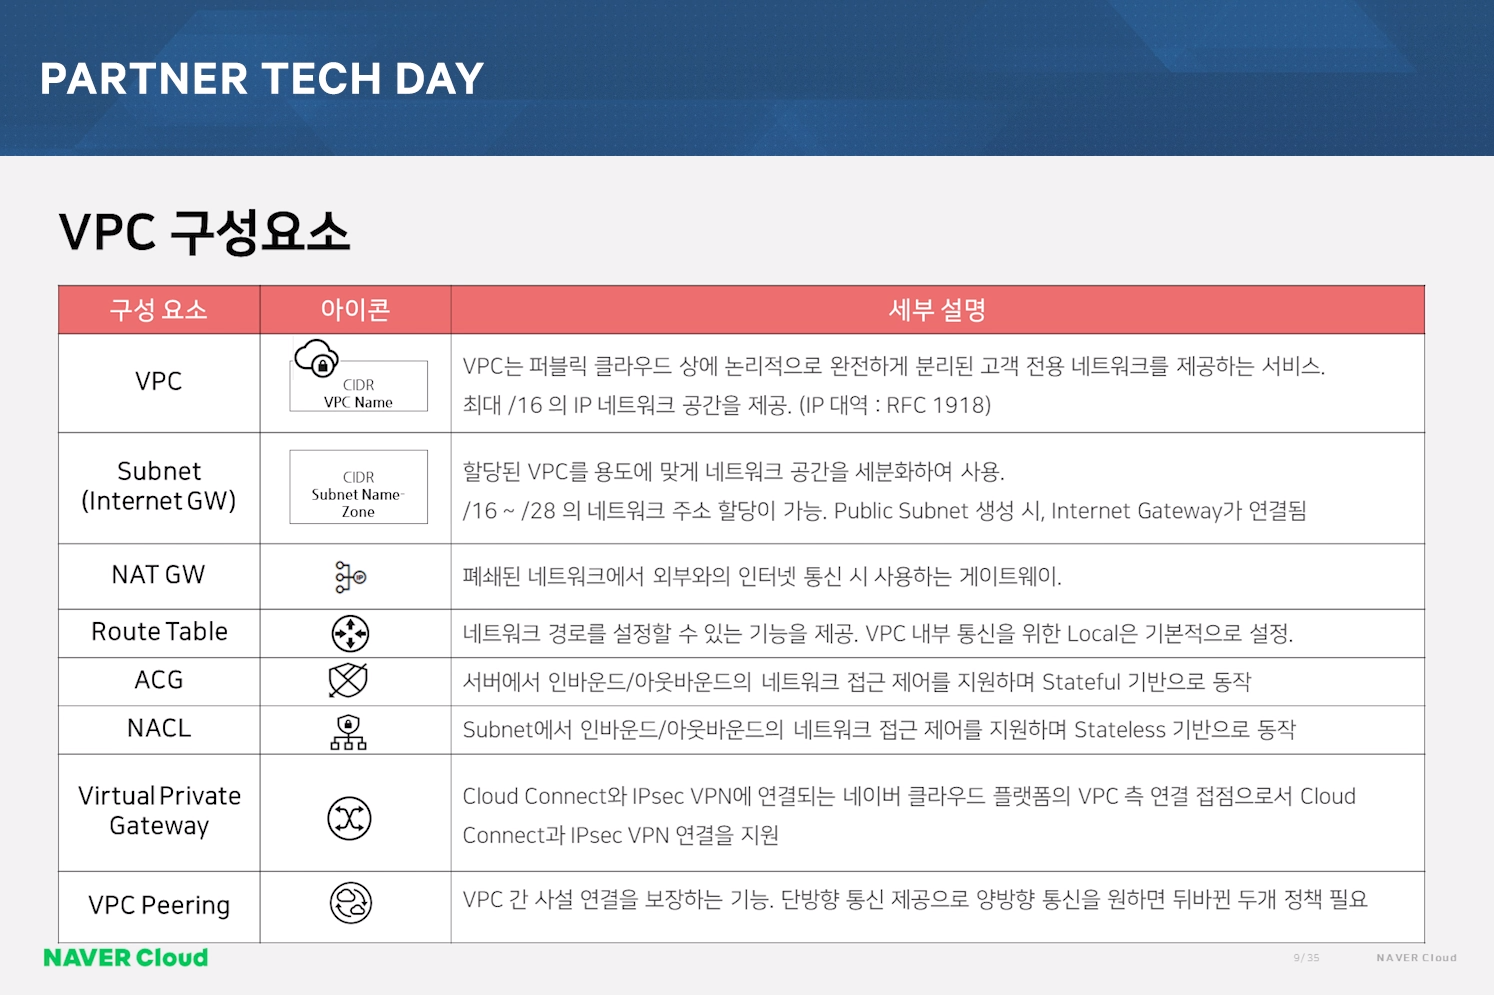 PARTNER TECH DAY
VPC 구성요소
구성 요소 아이콘 세부 설명
VPC
CIDR
VPC Name
VPC는 퍼블릭 클라우드 상에 논리적으로 완전하게 분리된 고객 전용 네트워크를 제공하는 서비스.
최대 /16 의 IP 네트워크 공간을 제공. (IP 대역 : RFC 1918)
Subnet
(Internet GW)
CIDR
Subnet Name-
Zone
할당된 VPC를 용도에 맞게 네트워크 공간을 세분화하여 사용.
/16 ~ /28 의 네트워크 주소 할당이 가능. Public Subnet 생성 시, Internet Gateway가 연결됨
NAT GW
IP
폐쇄된 네트워크에서 외부와의 인터넷 통신 시 사용하는 게이트웨이.
Route Table
네트워크 경로를 설정할 수 있는 기능을 제공. VPC 내부 통신을 위한 Local은 기본적으로 설정.
ACG
서버에서 인바운드/아웃바운드의 네트워크 접근 제어를 지원하며 Stateful 기반으로 동작
NACL
Subnet에서 인바운드/아웃바운드의 네트워크 접근 제어를 지원하며 Stateless 기반으로 동작
Virtual Private
Gateway
Cloud Connect와 IPsec VPN에 연결되는 네이버 클라우드 플랫폼의 VPC 측 연결 접점으로서 Cloud
Connect과 IPsec VPN 연결을 지원
VPC Peering
VPC 간 사설 연결을 보장하는 기능. 단방향 통신 제공으로 양방향 통신을 원하면 뒤바뀐 두개 정책 필요
NAVER Cloud
9/35
NAVER Cloud